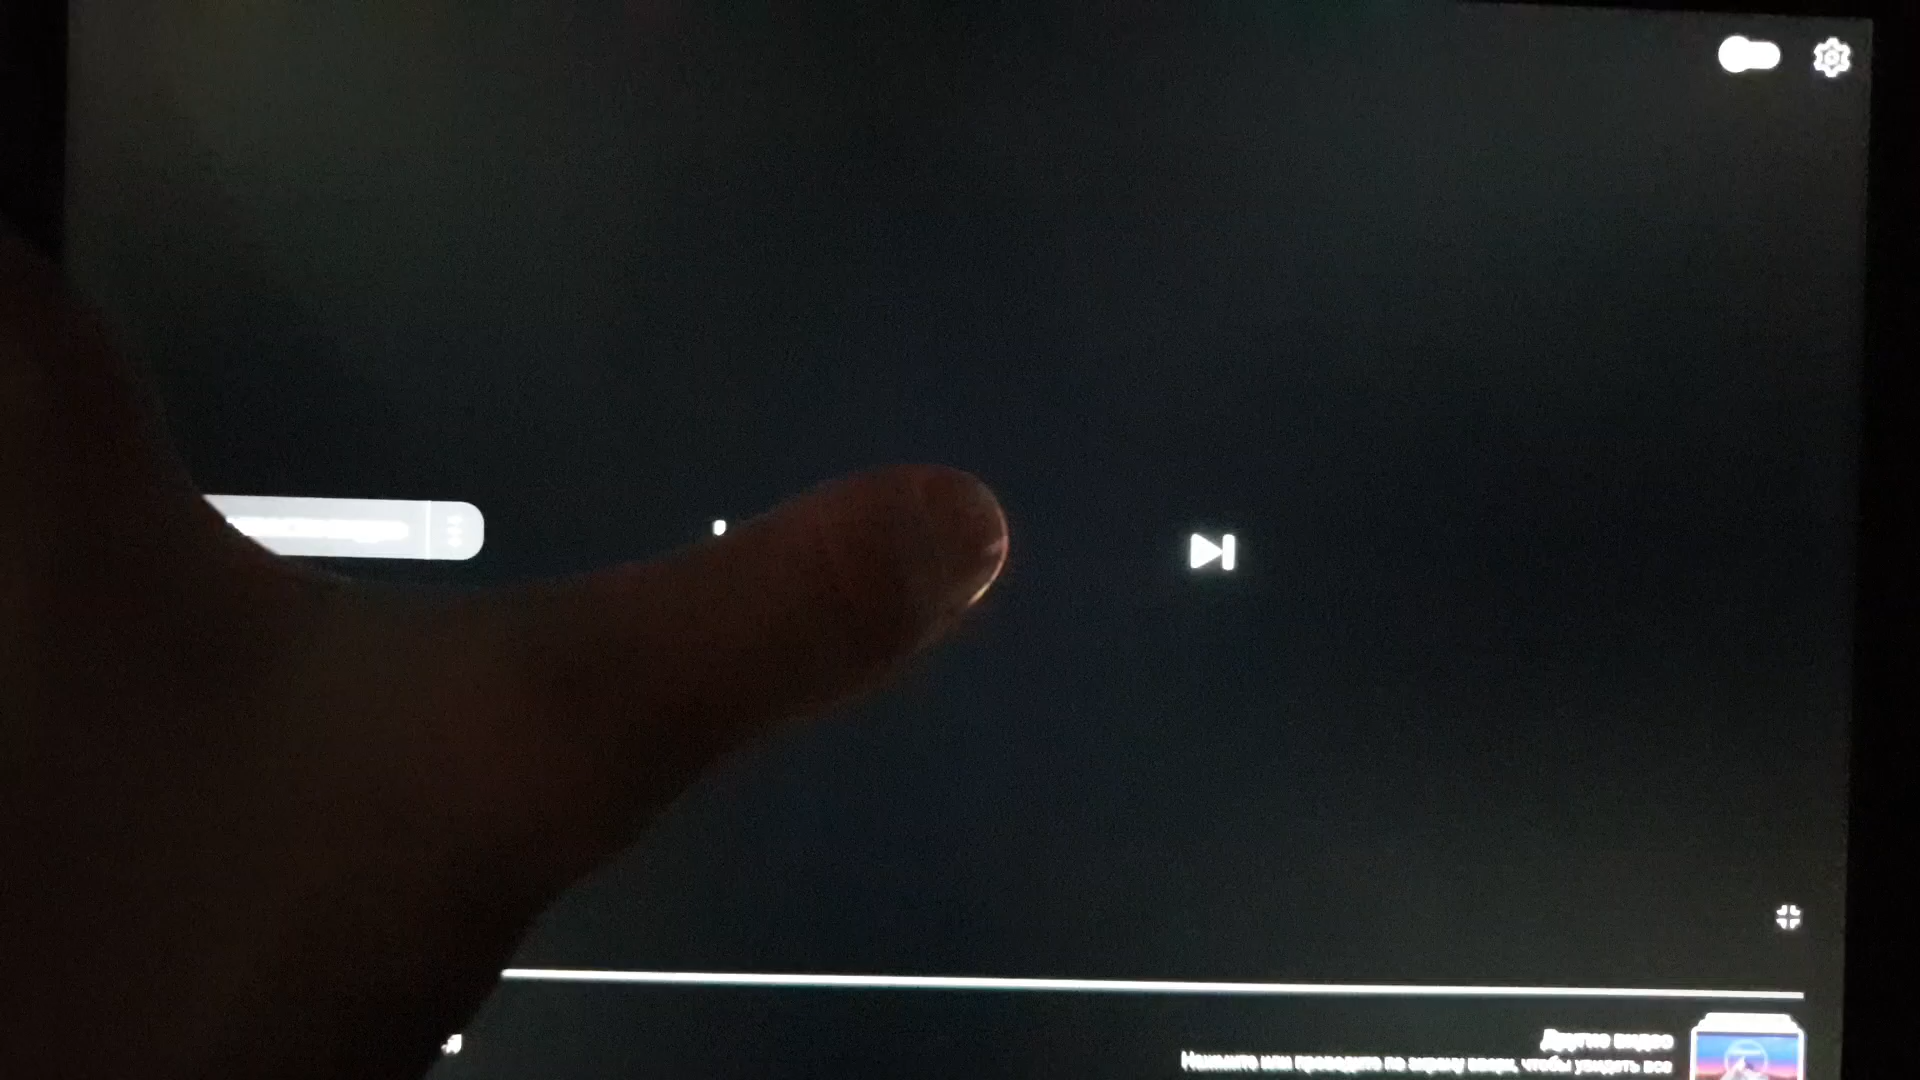 Другие видео
Нажмите или проведите по экрану вверх, чтобы увидеть все